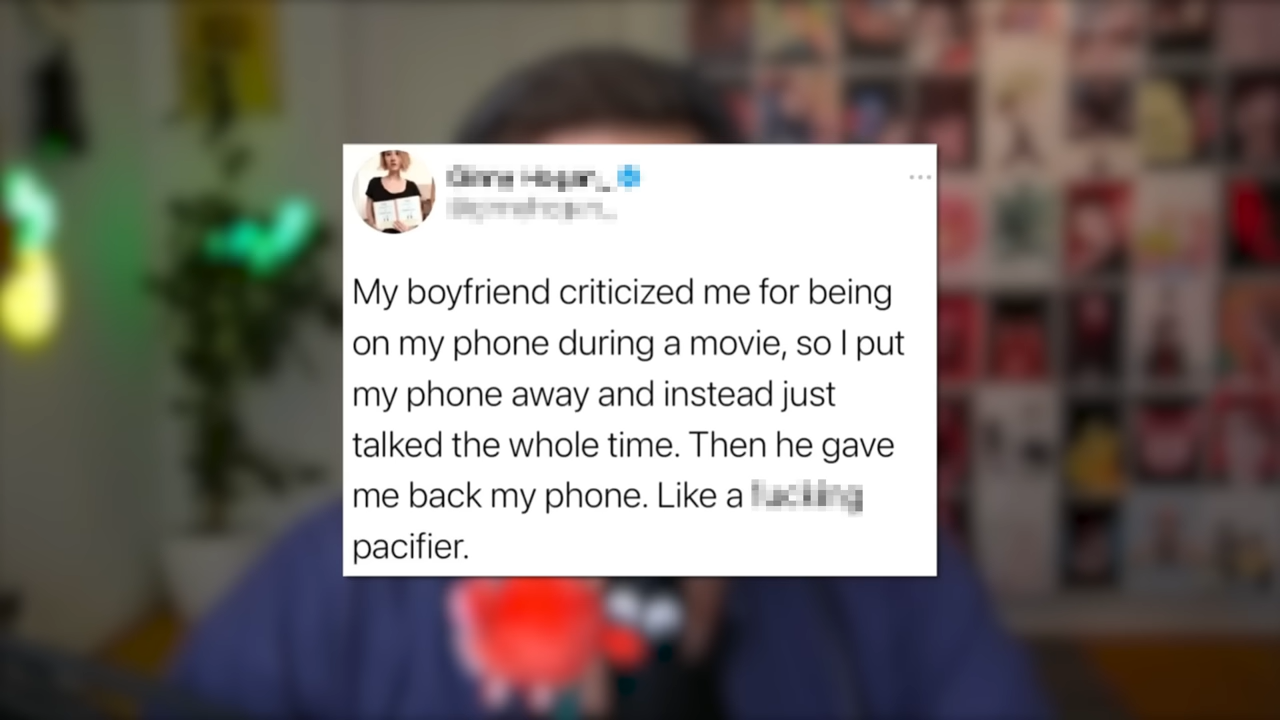 My boyfriend criticized me for being
on my phone during a movie, so I put
my phone away and instead just
talked the whole time. Then he gave
me back my phone. Like a
pacifier.